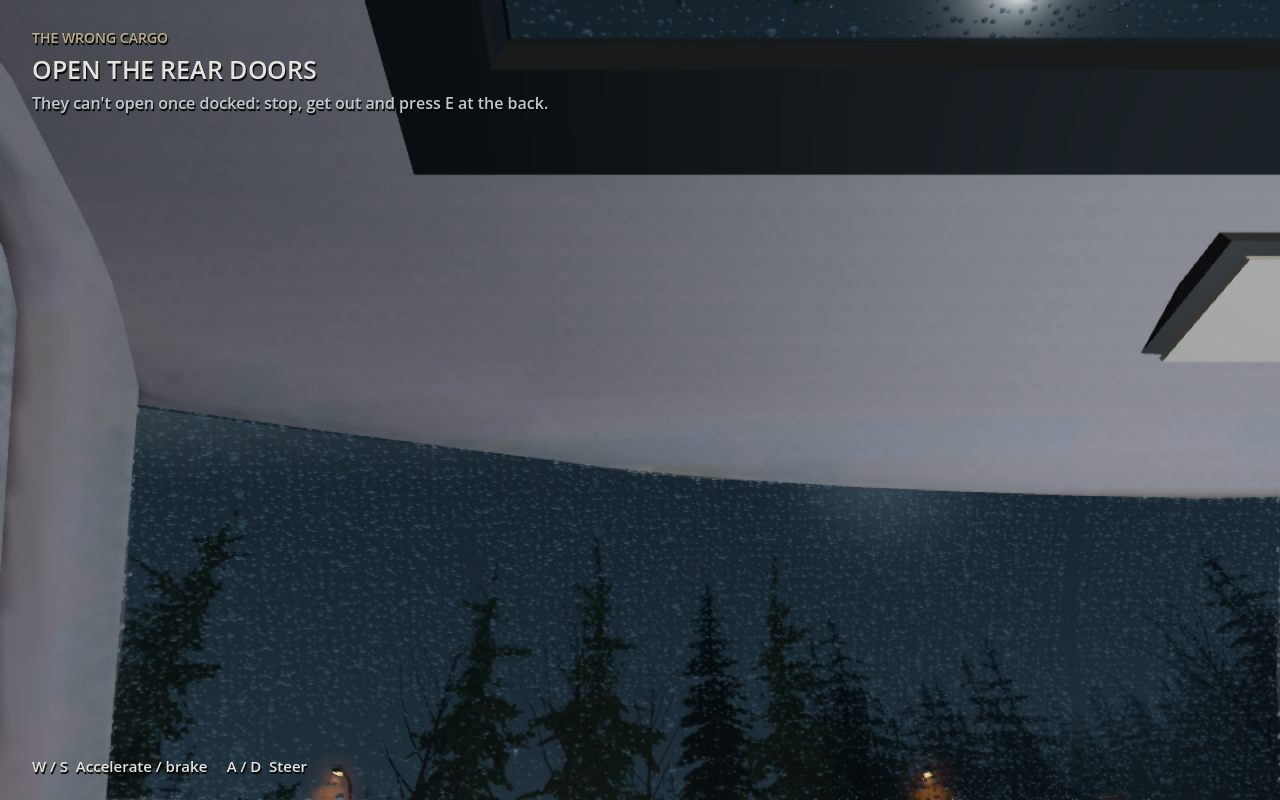 THE WRONG CARGO
OPEN THE REAR DOORS
They can't open once docked: stop, get out and press E at the back.
W / S Accelerate / brake A / D Steer